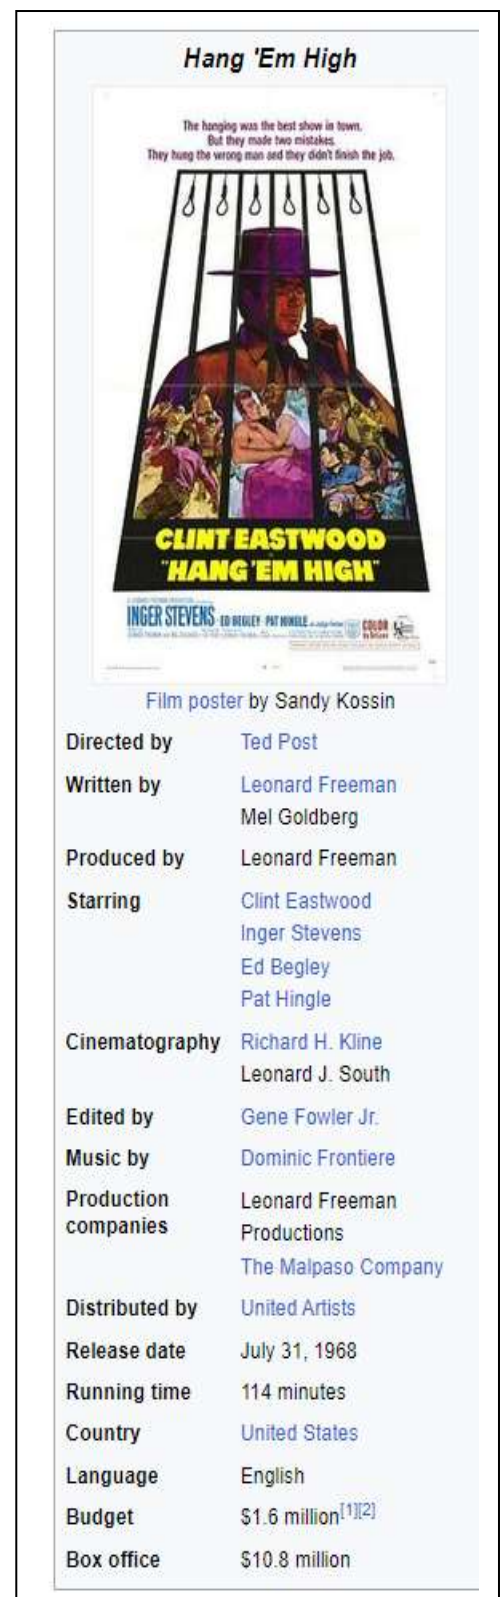 Hang 'Em High
The hanging was the best show in town.
But they made two mistakes.
They hung the wrong man and they didn't finish the job.
CLINT EASTWOOD
"HANG 'EM HIGH"
INGER STEVENS ED BEGLEY PAT HINGLE
COLOR
Film poster by Sandy Kossin
Directed by Ted Post
Written by Leonard Freeman
Mel Goldberg
Produced by Leonard Freeman
Starring Clint Eastwood
Inger Stevens
Ed Begley
Pat Hingle
Cinematography Richard H. Kline
Leonard J. South
Edited by Gene Fowler Jr.
Music by Dominic Frontiere
Production Leonard Freeman
companies Productions
The Malpaso Company
Distributed by United Artists
Release date July 31, 1968
Running time 114 minutes
Country United States
Language English
Budget $1.6 million[1][2]
Box office $10.8 million